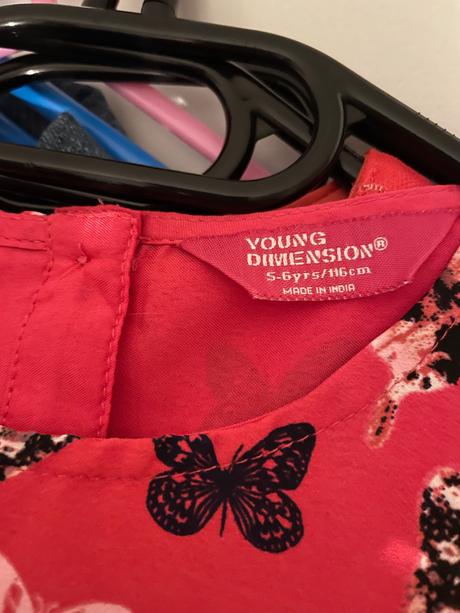 YOUNG
DIMENSION®
5-6yrs/116cm
MADE IN INDIA